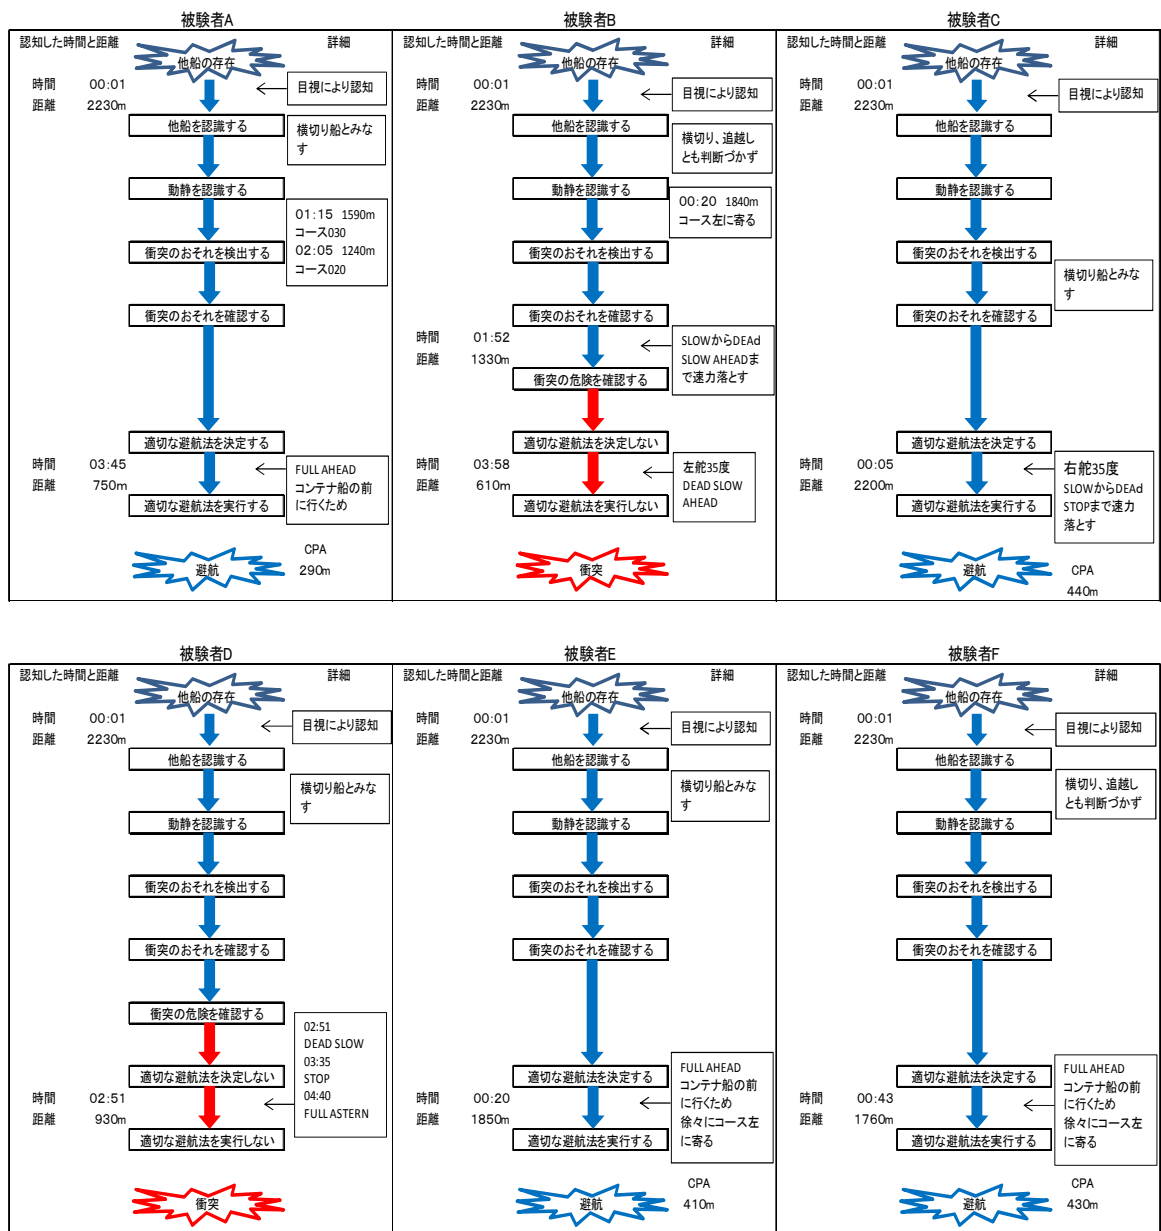 被験者A
認知した時間と距離
詳細
他船の存在
時間 00:01
距離 2230m
目視により認知
他船を認識する
横切り船とみな
す
動静を認識する
01:15 1590m
コース030
02:05 1240m
コース020
衝突のおそれを検出する
衝突のおそれを確認する
適切な避航法を決定する
時間 03:45
距離 750m
FULL AHEAD
コンテナ船の前
に行くため
適切な避航法を実行する
避航
CPA
290m
被験者B
認知した時間と距離
詳細
他船の存在
時間 00:01
距離 2230m
目視により認知
他船を認識する
横切り、追越し
とも判断づかず
動静を認識する
00:20 1840m
コース左に寄る
衝突のおそれを検出する
衝突のおそれを確認する
時間 01:52
距離 1330m
SLOWからDEAd
SLOW AHEADま
で速力落とす
衝突の危険を確認する
適切な避航法を決定しない
時間 03:58
距離 610m
左舵35度
DEAD SLOW
AHEAD
適切な避航法を実行しない
衝突
被験者C
認知した時間と距離
詳細
他船の存在
時間 00:01
距離 2230m
目視により認知
他船を認識する
動静を認識する
衝突のおそれを検出する
横切り船とみな
す
衝突のおそれを確認する
適切な避航法を決定する
時間 00:05
距離 2200m
右舵35度
SLOWからDEAd
STOPまで速力
落とす
適切な避航法を実行する
避航
CPA
440m
被験者D
認知した時間と距離
詳細
他船の存在
時間 00:01
距離 2230m
目視により認知
他船を認識する
横切り船とみな
す
動静を認識する
衝突のおそれを検出する
衝突のおそれを確認する
衝突の危険を確認する
02:51
DEAD SLOW
03:35
STOP
04:40
FULL ASTERN
適切な避航法を決定しない
時間 02:51
距離 930m
適切な避航法を実行しない
衝突
被験者E
認知した時間と距離
詳細
他船の存在
時間 00:01
距離 2230m
目視により認知
他船を認識する
横切り船とみな
す
動静を認識する
衝突のおそれを検出する
衝突のおそれを確認する
適切な避航法を決定する
時間 00:20
距離 1850m
FULL AHEAD
コンテナ船の前
に行くため
徐々にコース左
に寄る
適切な避航法を実行する
避航
CPA
410m
被験者F
認知した時間と距離
詳細
他船の存在
時間 00:01
距離 2230m
目視により認知
他船を認識する
横切り、追越し
とも判断づかず
動静を認識する
衝突のおそれを検出する
衝突のおそれを確認する
適切な避航法を決定する
時間 00:43
距離 1760m
FULL AHEAD
コンテナ船の前
に行くため
徐々にコース左
に寄る
適切な避航法を実行する
避航
CPA
430m